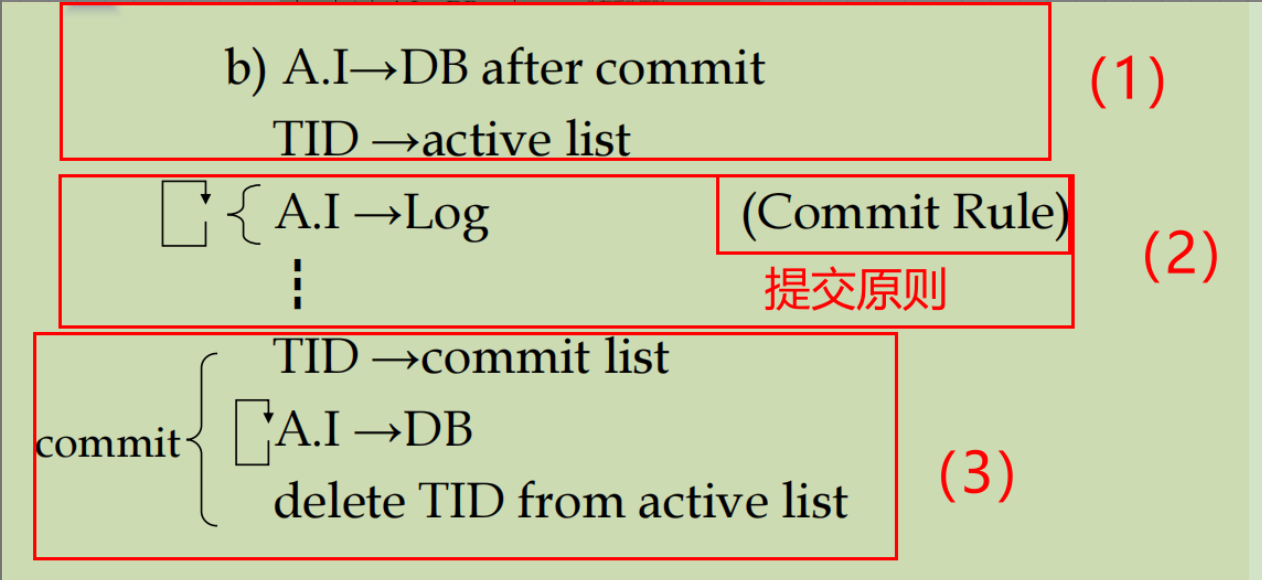 b) A.I→DB after commit
(1)
TID →active list
A.I →Log
(Commit Rule)
(2)
提交原则
TID →commit list
commit
A.I →DB
(3)
delete TID from active list